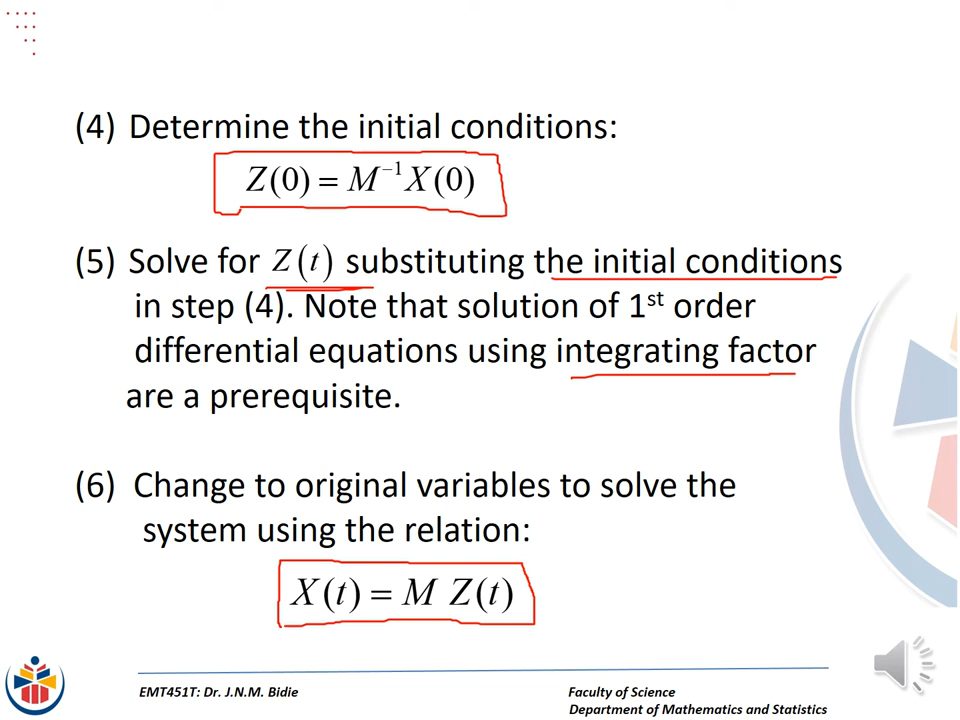 (4) Determine the initial conditions:
Z(0) = M⁻¹X(0)
(5) Solve for Z(t) substituting the initial conditions
in step (4). Note that solution of 1ˢᵗ order
differential equations using integrating factor
are a prerequisite.
(6) Change to original variables to solve the
system using the relation:
X(t) = M Z(t)
EMT451T: Dr. J.N.M. Bidie
Faculty of Science
Department of Mathematics and Statistics